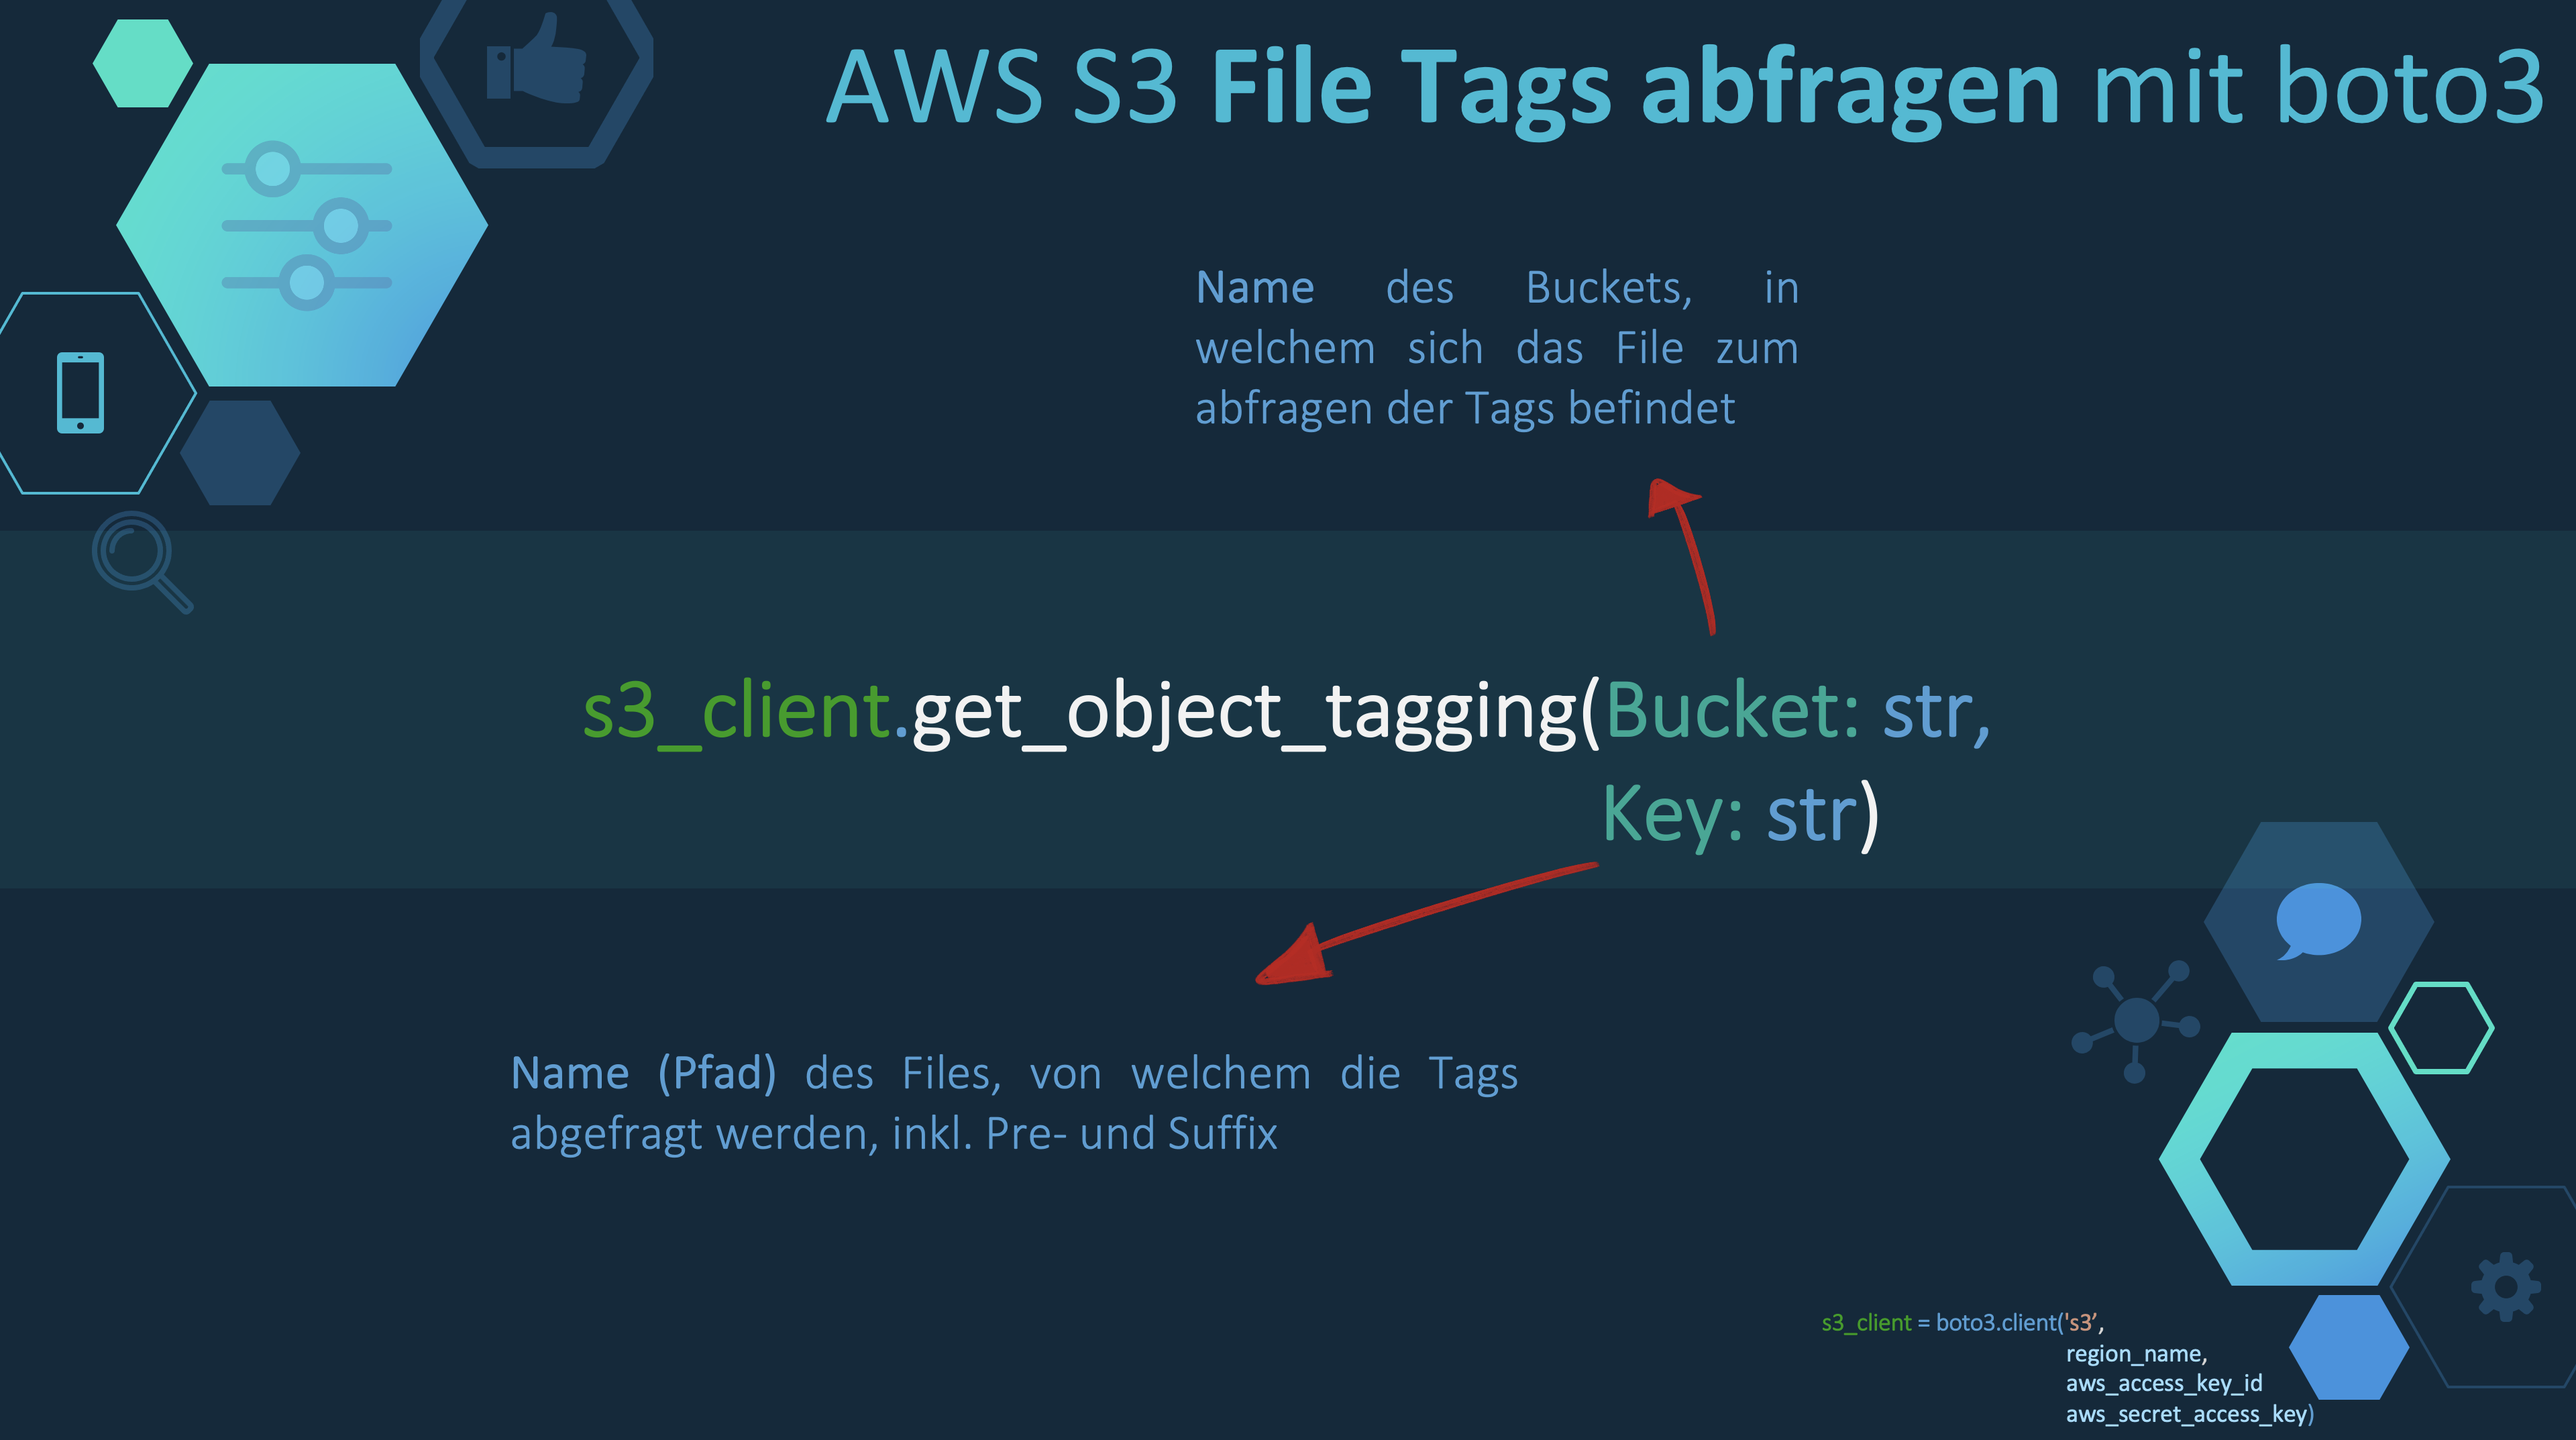 AWS S3 File Tags abfragen mit boto3
Name des Buckets, in
welchem sich das File zum
abfragen der Tags befindet
s3_client.get_object_tagging(Bucket: str,
Key: str)
Name (Pfad) des Files, von welchem die Tags
abgefragt werden, inkl. Pre- und Suffix
s3_client = boto3.client('s3’,
region_name,
aws_access_key_id
aws_secret_access_key)